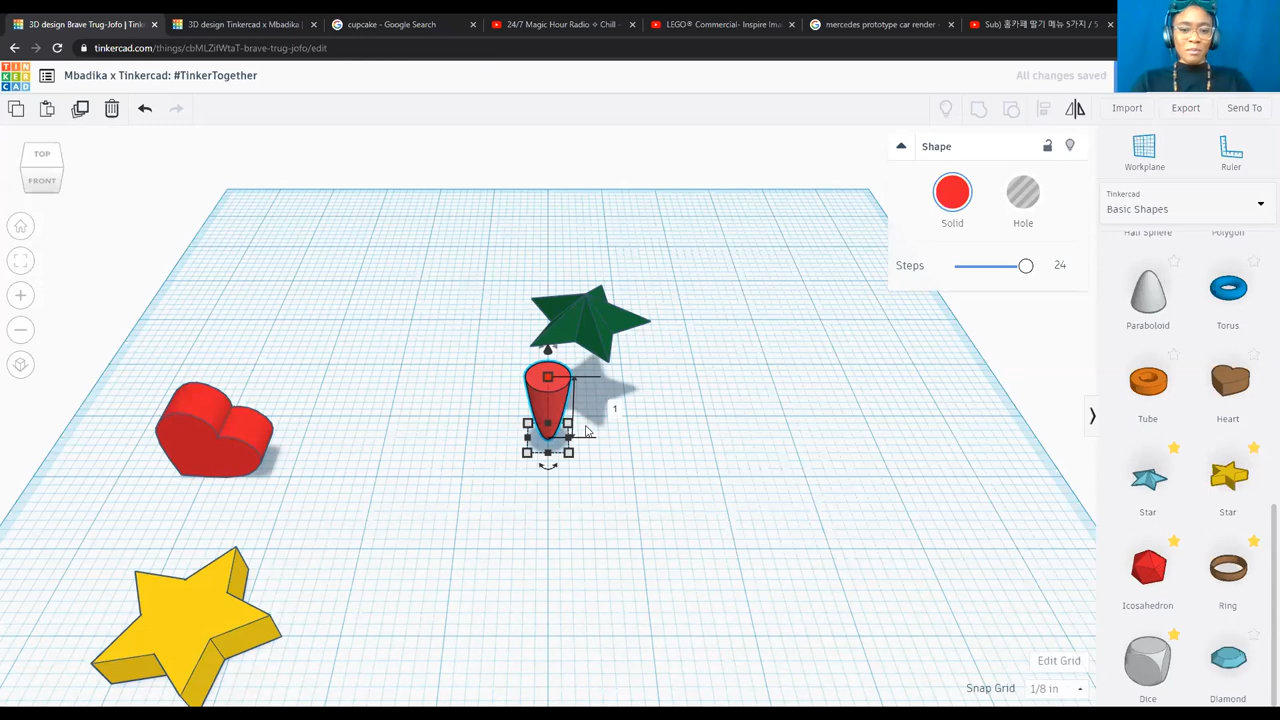 3D design Brave Trug-Jofo | Tink
3D design Tinkercad x Mbadika |
cupcake - Google Search
24/7 Magic Hour Radio ✧ Chill -
LEGO® Commercial- Inspire Ima
mercedes prototype car render -
Sub) 홈카페 딸기 메뉴 5가지 / 5
tinkercad.com/things/cbMLZifWtaT-brave-trug-jofo/edit
TIN
KER
CAD
Mbadika x Tinkercad: #TinkerTogether
All changes saved
Import
Export
Send To
TOP
FRONT
Shape
Solid
Hole
Steps
24
Workplane
Ruler
Tinkercad
Basic Shapes
Half Sphere
Polygon
Paraboloid
Torus
Tube
Heart
Star
Star
Icosahedron
Ring
Dice
Diamond
1
Edit Grid
Snap Grid
1/8 in